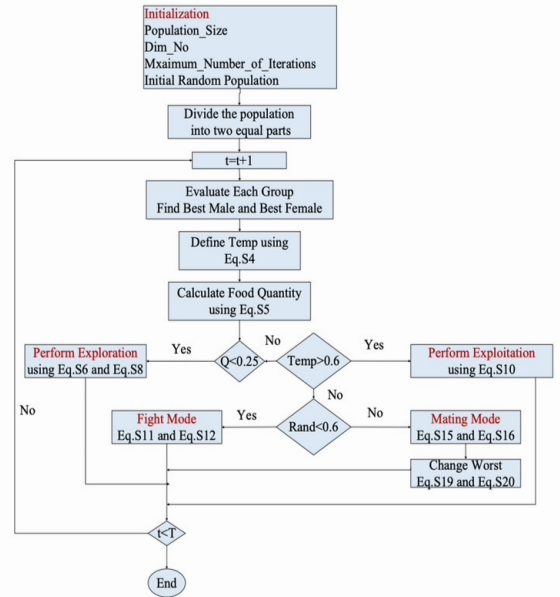 Initialization
Population_Size
Dim_No
Mxaimum_Number_of_Iterations
Initial Random Population
Divide the population
into two equal parts
t=t+1
Evaluate Each Group
Find Best Male and Best Female
Define Temp using
Eq.S4
Calculate Food Quantity
using Eq.S5
Yes
Q<0.25
No
Temp>0.6
Yes
Perform Exploration
using Eq.S6 and Eq.S8
Perform Exploitation
using Eq.S10
No
No
Fight Mode
Eq.S11 and Eq.S12
Yes
Rand<0.6
No
Mating Mode
Eq.S15 and Eq.S16
Change Worst
Eq.S19 and Eq.S20
t<T
End